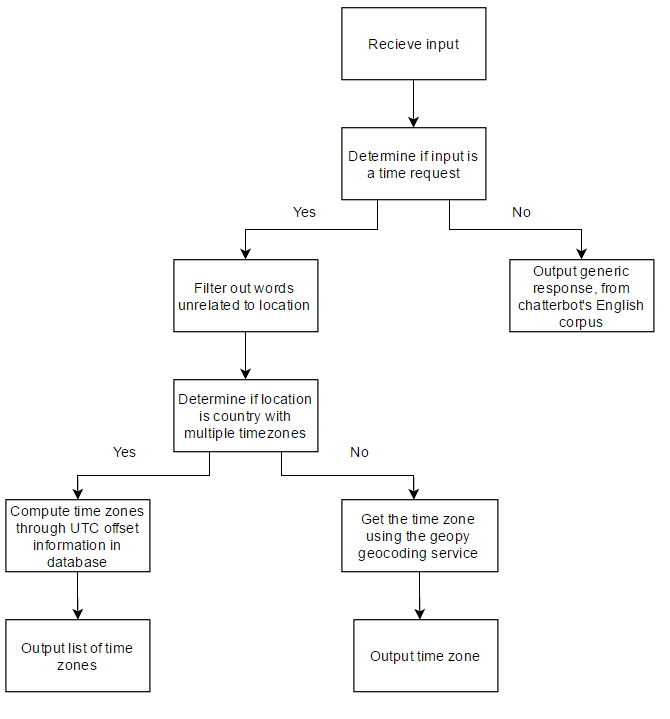 Recieve input
Determine if input is
a time request
Yes
No
Filter out words
unrelated to location
Output generic
response, from
chatterbot's English
corpus
Determine if location
is country with
multiple timezones
Yes
No
Compute time zones
through UTC offset
information in
database
Get the time zone
using the geopy
geocoding service
Output list of time
zones
Output time zone